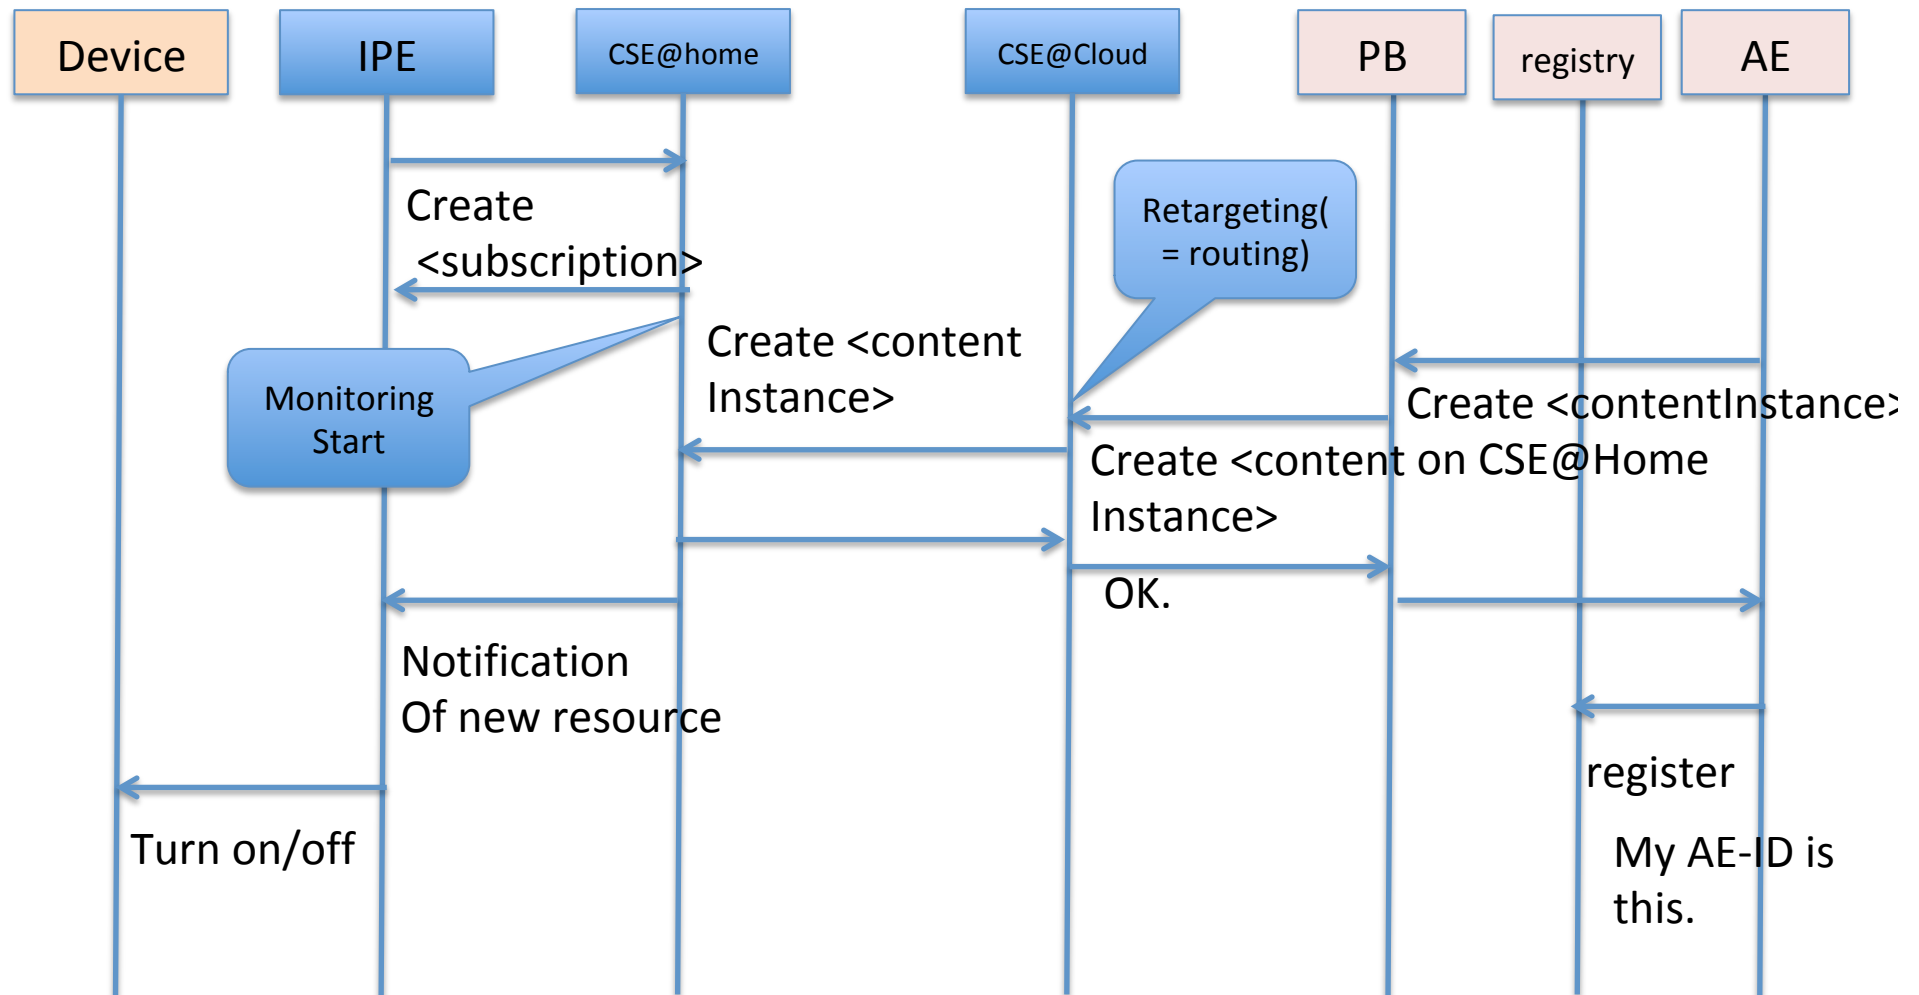 Device
IPE
CSE@home
CSE@Cloud
PB
registry
AE
Create
<subscription>
Retargeting(
= routing)
Monitoring
Start
Create <content
Instance>
Create <contentInstance>
on CSE@Home
Create <content
Instance>
OK.
Notification
Of new resource
register
Turn on/off
My AE-ID is
this.